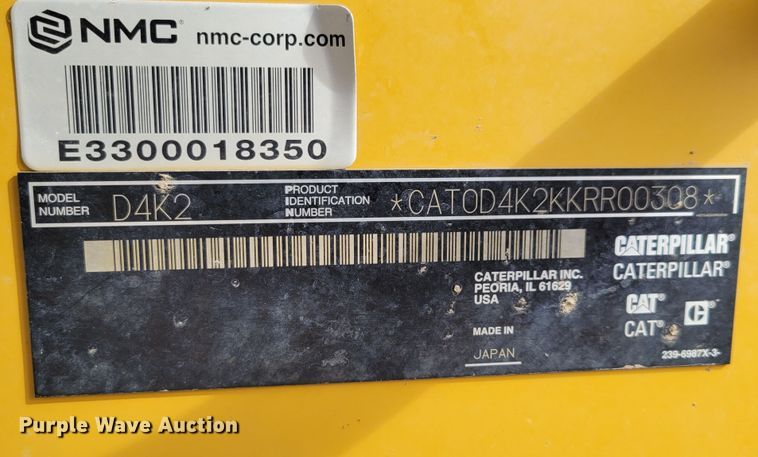 NMC® nmc-corp.com
E3300018350
MODEL NUMBER D4K2 PRODUCT IDENTIFICATION NUMBER *CAT0D4K2KKRR00308*
PIN
CATERPILLAR INC.
PEORIA, IL 61629
USA
MADE IN
JAPAN
CATERPILLAR®
CATERPILLAR®
CAT® C®
CAT®
239-6987X-3-
Purple Wave Auction